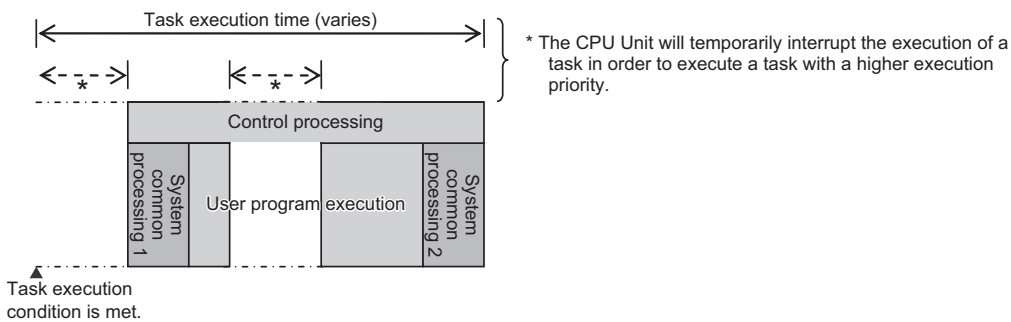 Task execution time (varies)
* The CPU Unit will temporarily interrupt the execution of a
task in order to execute a task with a higher execution
priority.
*
*
Control processing
System
common
processing 1
User program execution
System
common
processing 2
Task execution
condition is met.